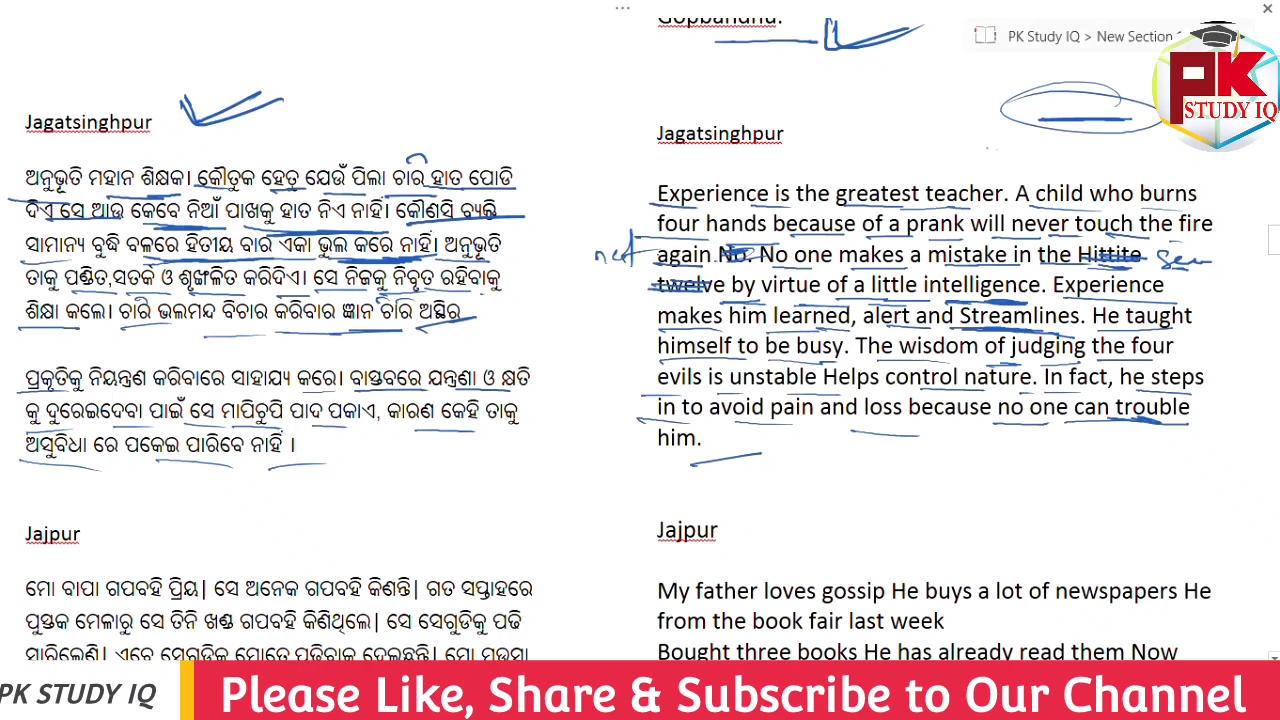 Gopbandhu.
PK Study IQ > New Section
PK
STUDY IQ
Jagatsinghpur
ଅନୁଭୂତି ମହାନ ଶିକ୍ଷକ। କୌତୁକ ହେତୁ ଯେଉଁ ପିଲା ଚାରି ହାତ ପୋଡି
ଦିଏ ସେ ଆଉ କେବେ ନିଆଁ ପାଖକୁ ହାତ ନିଏ ନାହିଁ। କୌଣସି ବ୍ୟକ୍ତି
ସାମାନ୍ୟ ବୁଦ୍ଧି ବଳରେ ହିତୀୟ ବାର ଏକା ଭୁଲ କରେ ନାହିଁ। ଅନୁଭୂତି
ତାକୁ ପଣ୍ଡିତ,ସତର୍କ ଓ ଶୃଙ୍ଖଳିତ କରିଦିଏ। ସେ ନିଜକୁ ନିବୃତ ରହିବାକୁ
ଶିକ୍ଷା କଲେ। ଚାରି ଭଲମନ୍ଦ ବିଚାର କରିବାର ଜ୍ଞାନ ଚାରି ଅସ୍ଥିର
ପ୍ରକୃତିକୁ ନିୟନ୍ତ୍ରଣ କରିବାରେ ସାହାଯ୍ୟ କରେ। ବାସ୍ତବରେ ଯନ୍ତ୍ରଣା ଓ କ୍ଷତି
କୁ ଦୁରେଇଦେବା ପାଇଁ ସେ ମାପିଚୁପି ପାଦ ପକାଏ, କାରଣ କେହି ତାକୁ
ଅସୁବିଧା ରେ ପକେଇ ପାରିବେ ନାହିଁ ।
Jajpur
ମୋ ବାପା ଗପବହି ପ୍ରିୟ| ସେ ଅନେକ ଗପବହି କିଣନ୍ତି| ଗତ ସପ୍ତାହରେ
ପୁସ୍ତକ ମେଳାରୁ ସେ ତିନି ଖଣ୍ଡ ଗପବହି କିଣିଥିଲେ| ସେ ସେଗୁଡିକୁ ପଢି
ସାରିଲେଣି| ଏବେ ସେଗୁଡିକ ମୋତେ ପଢିବାକୁ ଦେଇଛନ୍ତି| ମୋ ମଉସା
Jagatsinghpur
Experience is the greatest teacher. A child who burns
four hands because of a prank will never touch the fire
again No. No one makes a mistake in the Hittite
twelve by virtue of a little intelligence. Experience
makes him learned, alert and Streamlines. He taught
himself to be busy. The wisdom of judging the four
evils is unstable Helps control nature. In fact, he steps
in to avoid pain and loss because no one can trouble
him.
Jajpur
My father loves gossip He buys a lot of newspapers He
from the book fair last week
Bought three books He has already read them Now
PK STUDY IQ
Please Like, Share & Subscribe to Our Channel